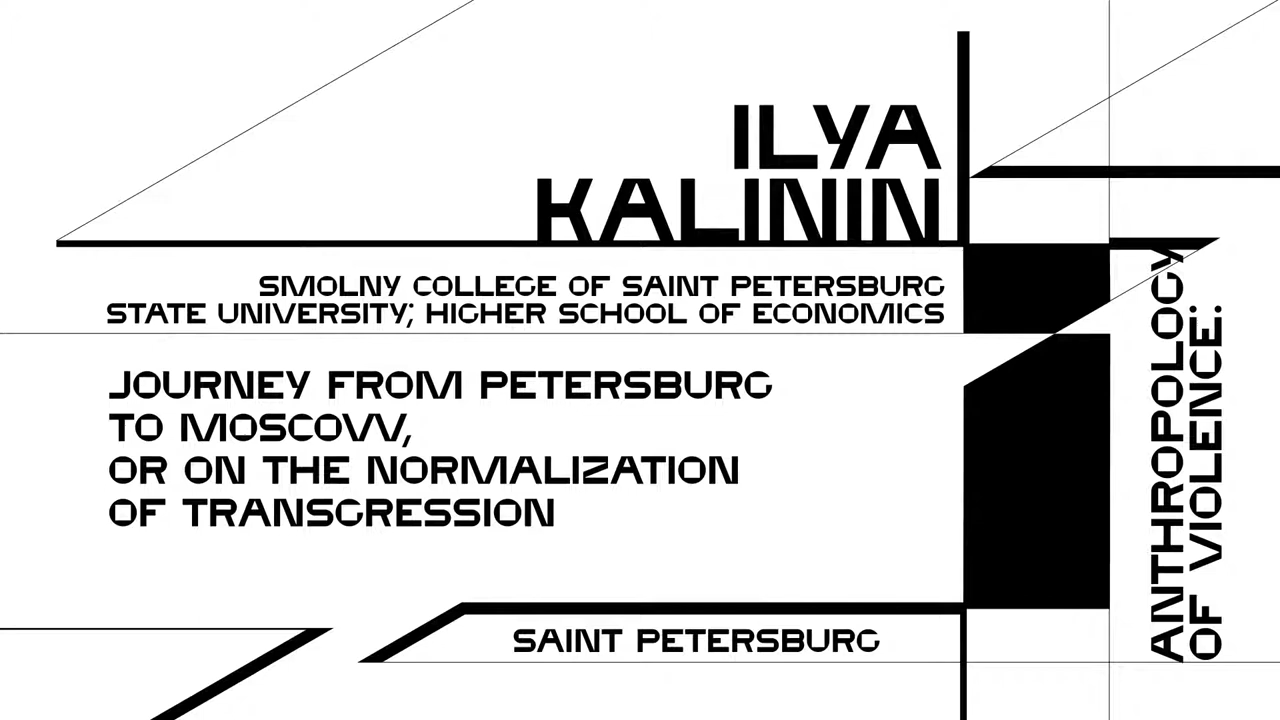 ILYA
KALININ
SMOLNY COLLEGE OF SAINT PETERSBURG
STATE UNIVERSITY; HIGHER SCHOOL OF ECONOMICS
JOURNEY FROM PETERSBURG
TO MOSCOW,
OR ON THE NORMALIZATION
OF TRANSGRESSION
SAINT PETERSBURG
ANTHROPOLOGY
OF VIOLENCE: